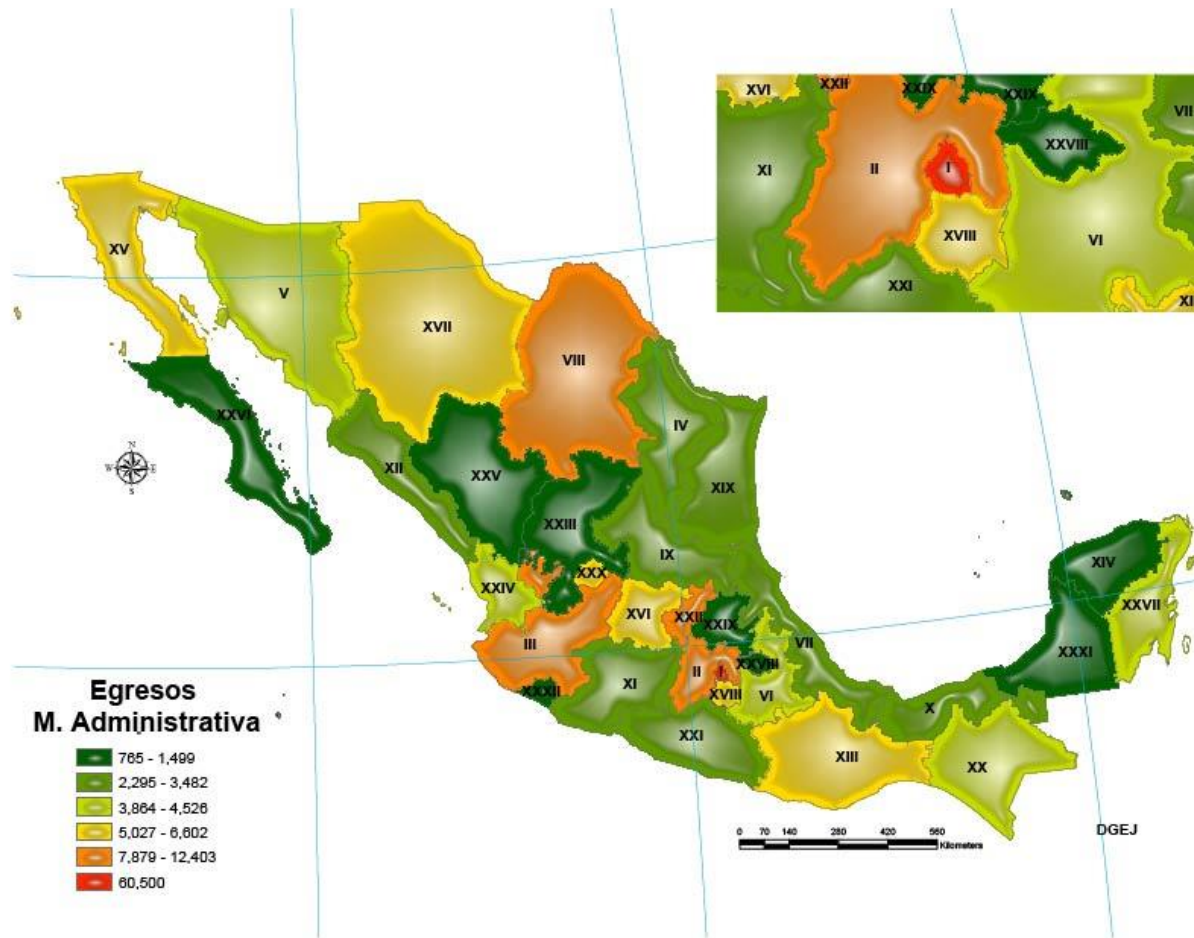 XVI
XXII
XXIX
XXIX
VII
XXVIII
XI
II
I
XVIII
VI
XXI
XI
XV
V
XVII
VIII
XXVI
N
W
E
S
XII
XXV
IV
XIX
XXIII
IX
XXX
XXIV
XVI
XXII
XXIX
III
VII
XXVIII
XIV
XXVII
XXXI
XXXII
XI
II
I
XVIII
VI
X
XXI
XIII
XX
Egresos
M. Administrativa
765 - 1,499
2,295 - 3,482
3,864 - 4,526
5,027 - 6,602
7,879 - 12,403
60,500
0 70 140 280 420 560
Kilometers
DGEJ